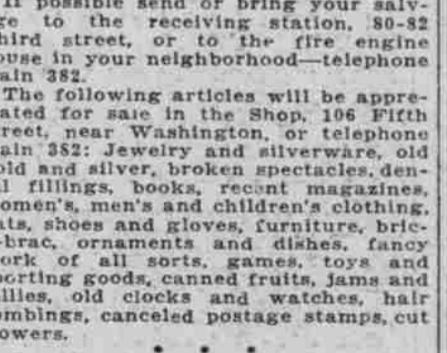 If possible send or bring your salv-
ge to the receiving station, 80-82
hird street, or to the fire engine
ouse in your neighborhood—telephone
ain 382.
The following articles will be appre-
ated for sale in the Shop, 106 Fifth
reet, near Washington, or telephone
ain 382: Jewelry and silverware, old
old and silver, broken spectacles, den-
l fillings, books, recent magazines,
omen's, men's and children's clothing,
ats, shoes and gloves, furniture, bric-
-brac, ornaments and dishes, fancy
ork of all sorts, games, toys and
orting goods, canned fruits, jams and
llies, old clocks and watches, hair
ombings, canceled postage stamps, cut
owers.